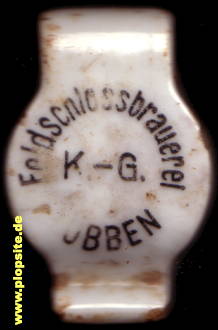 Feldschlossbrauerei
K-G.
ÜBBEN
www.plopsite.de